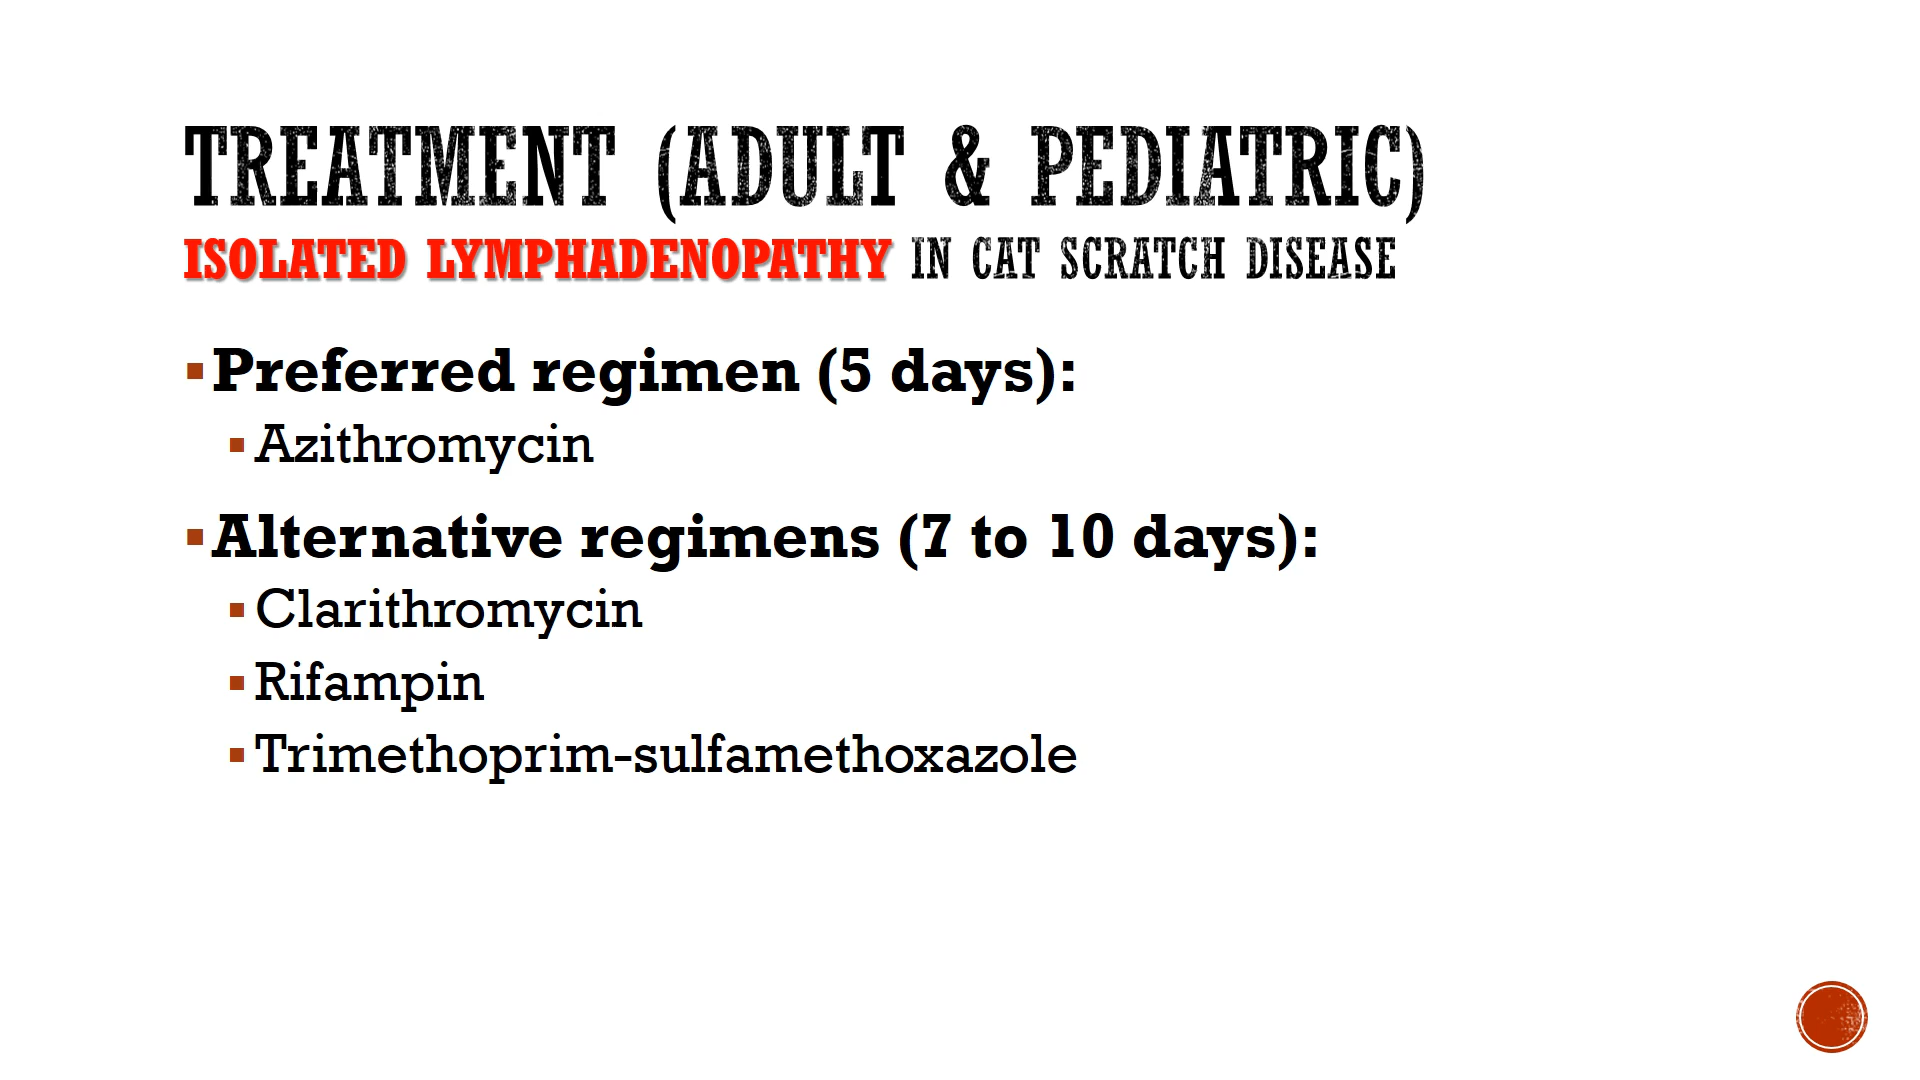 TREATMENT (ADULT & PEDIATRIC)
ISOLATED LYMPHADENOPATHY IN CAT SCRATCH DISEASE
▪Preferred regimen (5 days):
▪Azithromycin
▪Alternative regimens (7 to 10 days):
▪Clarithromycin
▪Rifampin
▪Trimethoprim-sulfamethoxazole